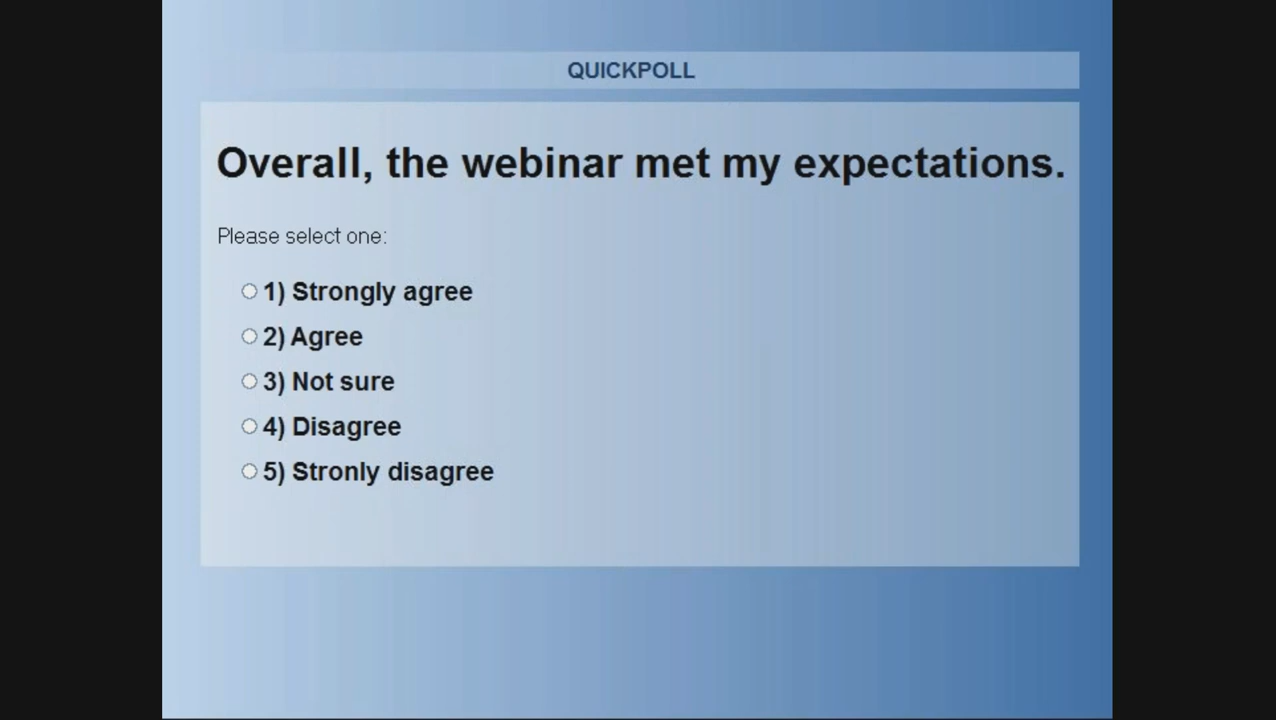 QUICKPOLL
Overall, the webinar met my expectations.
Please select one:
1) Strongly agree
2) Agree
3) Not sure
4) Disagree
5) Stronly disagree